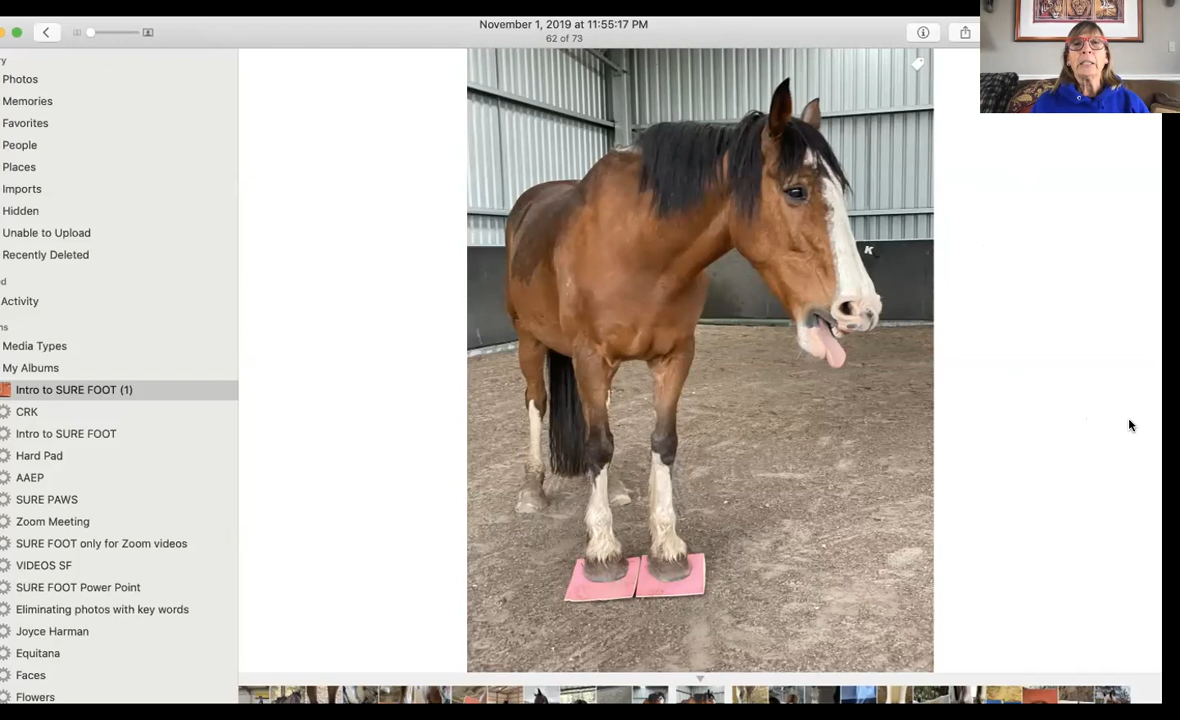 November 1, 2019 at 11:55:17 PM
62 of 73
ry
Photos
Memories
Favorites
People
Places
Imports
Hidden
Unable to Upload
Recently Deleted
ed
Activity
ms
Media Types
My Albums
Intro to SURE FOOT (1)
CRK
Intro to SURE FOOT
Hard Pad
AAEP
SURE PAWS
Zoom Meeting
SURE FOOT only for Zoom videos
VIDEOS SF
SURE FOOT Power Point
Eliminating photos with key words
Joyce Harman
Equitana
Faces
Flowers
K